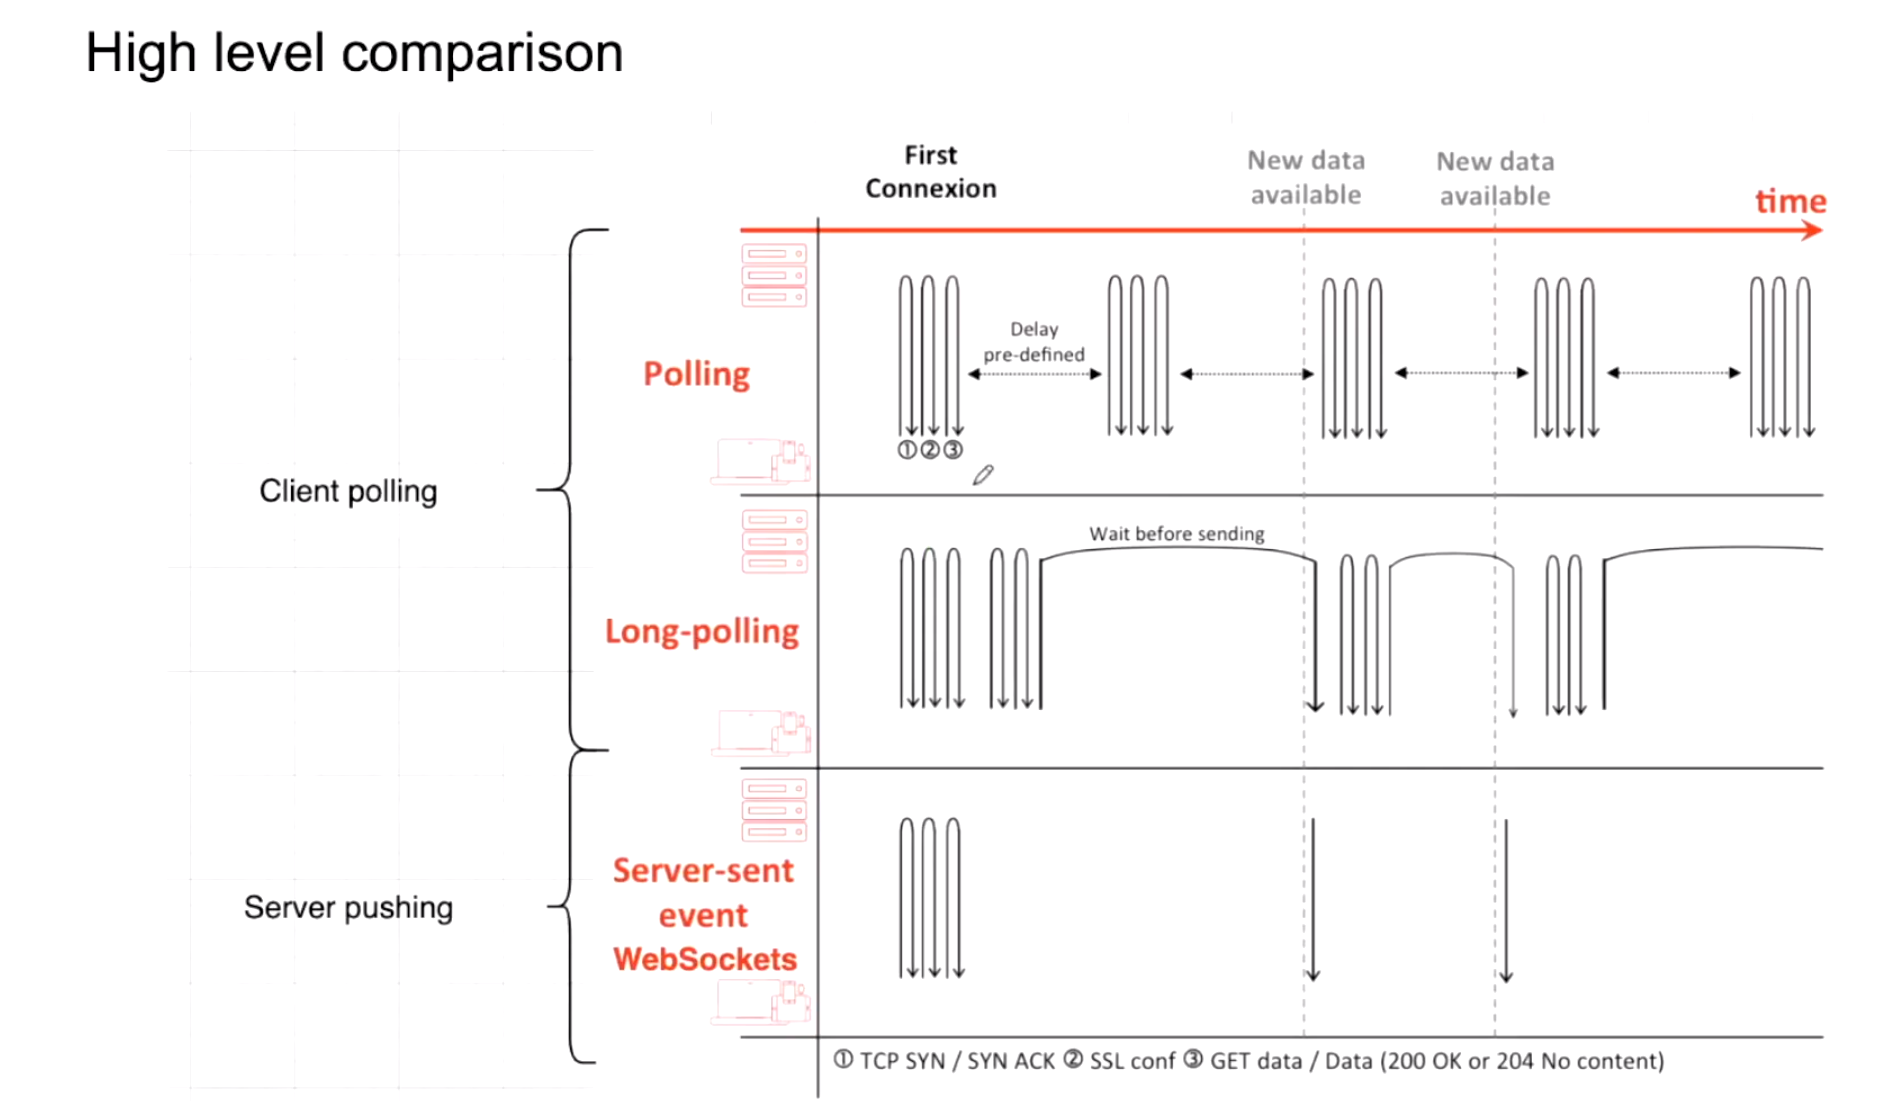 High level comparison
First
Connexion
New data
available
New data
available
time
Delay
pre-defined
Polling
①②③
Client polling
Wait before sending
Long-polling
Server pushing
Server-sent
event
WebSockets
① TCP SYN / SYN ACK ② SSL conf ③ GET data / Data (200 OK or 204 No content)